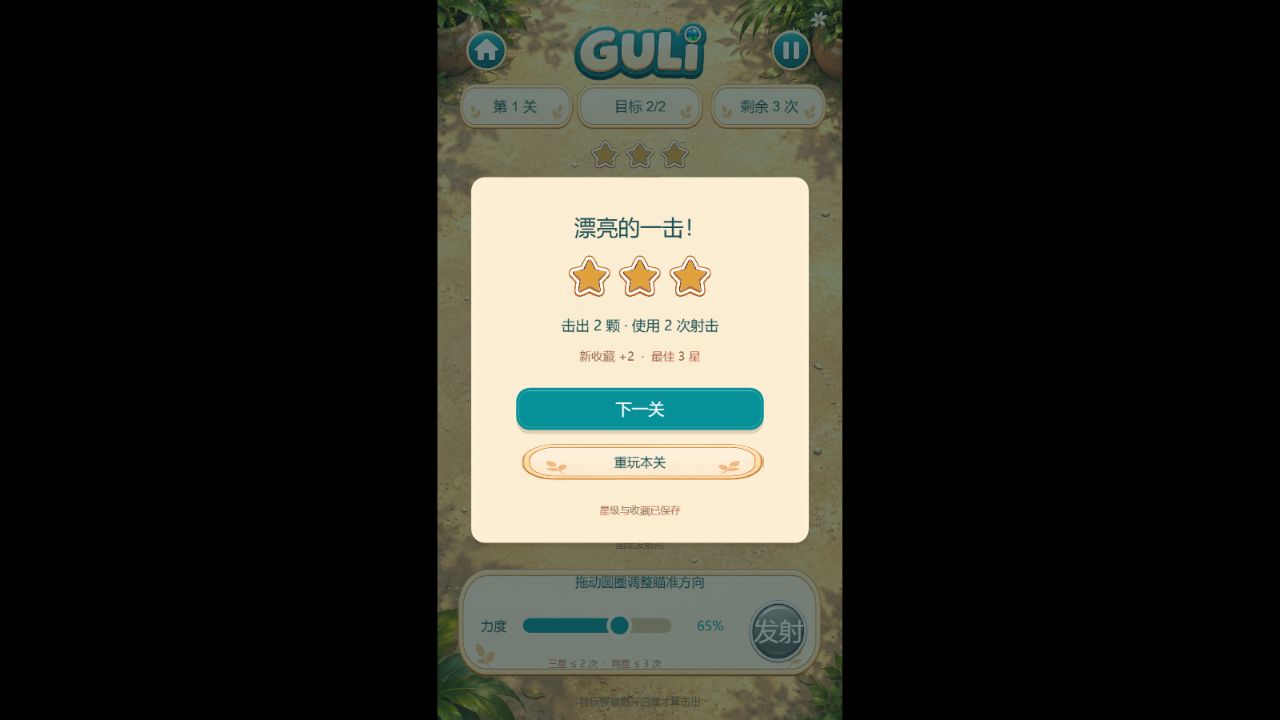 GULi
第 1 关
目标 2/2
剩余 3 次
漂亮的一击!
击出 2 颗 · 使用 2 次射击
新收藏 +2 · 最佳 3 星
下一关
重玩本关
星级与收藏已保存
拖动圆圈调整瞄准方向
力度
65%
发射
三星 ≤ 2 次 · 两星 ≤ 3 次